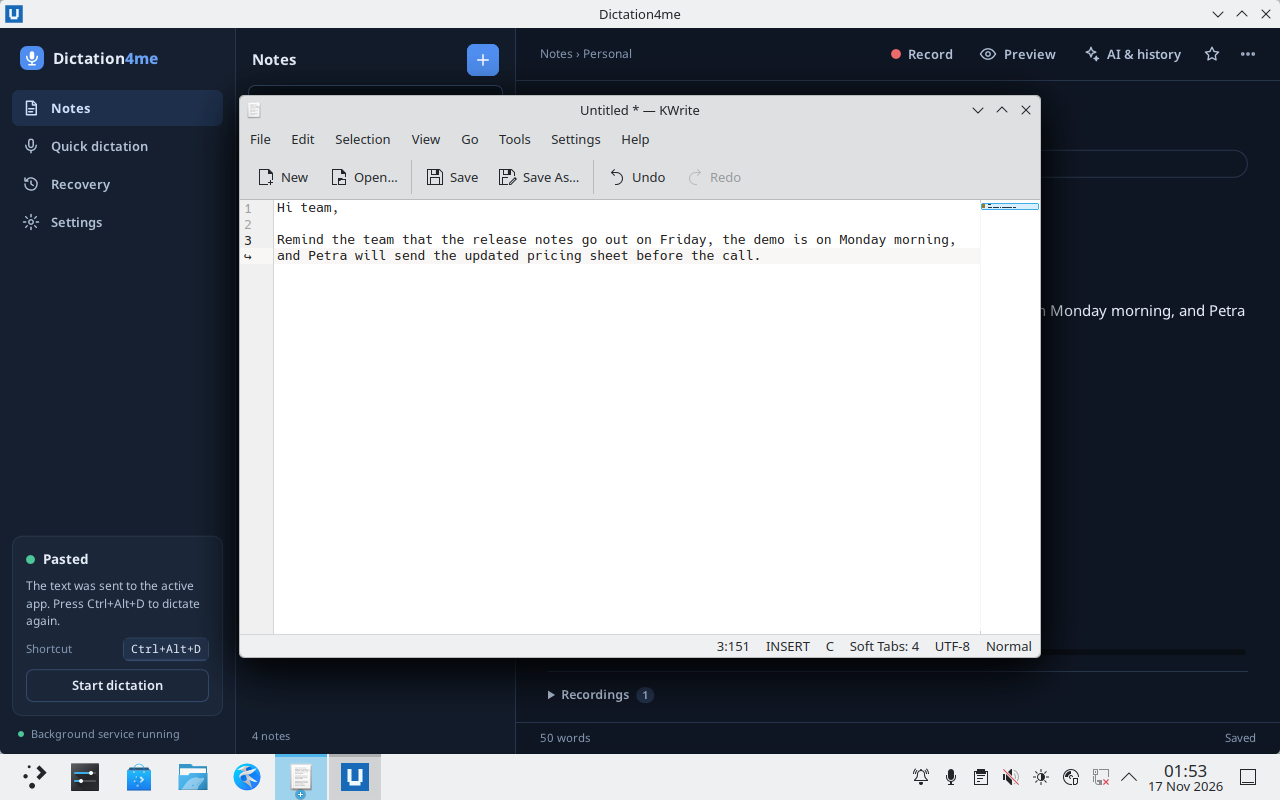 Dictation4me
Dictation4me
Notes
Quick dictation
Recovery
Settings
Pasted
The text was sent to the active
app. Press Ctrl+Alt+D to dictate
again.
Shortcut Ctrl+Alt+D
Start dictation
Background service running
Notes
4 notes
Notes › Personal
Record
Preview
AI & history
Monday morning, and Petra
Recordings 1
50 words
Saved
Untitled * — KWrite
File Edit Selection View Go Tools Settings Help
New Open... Save Save As... Undo Redo
1 Hi team,
2
3 Remind the team that the release notes go out on Friday, the demo is on Monday morning,
and Petra will send the updated pricing sheet before the call.
3:151 INSERT C Soft Tabs: 4 UTF-8 Normal
01:53
17 Nov 2026